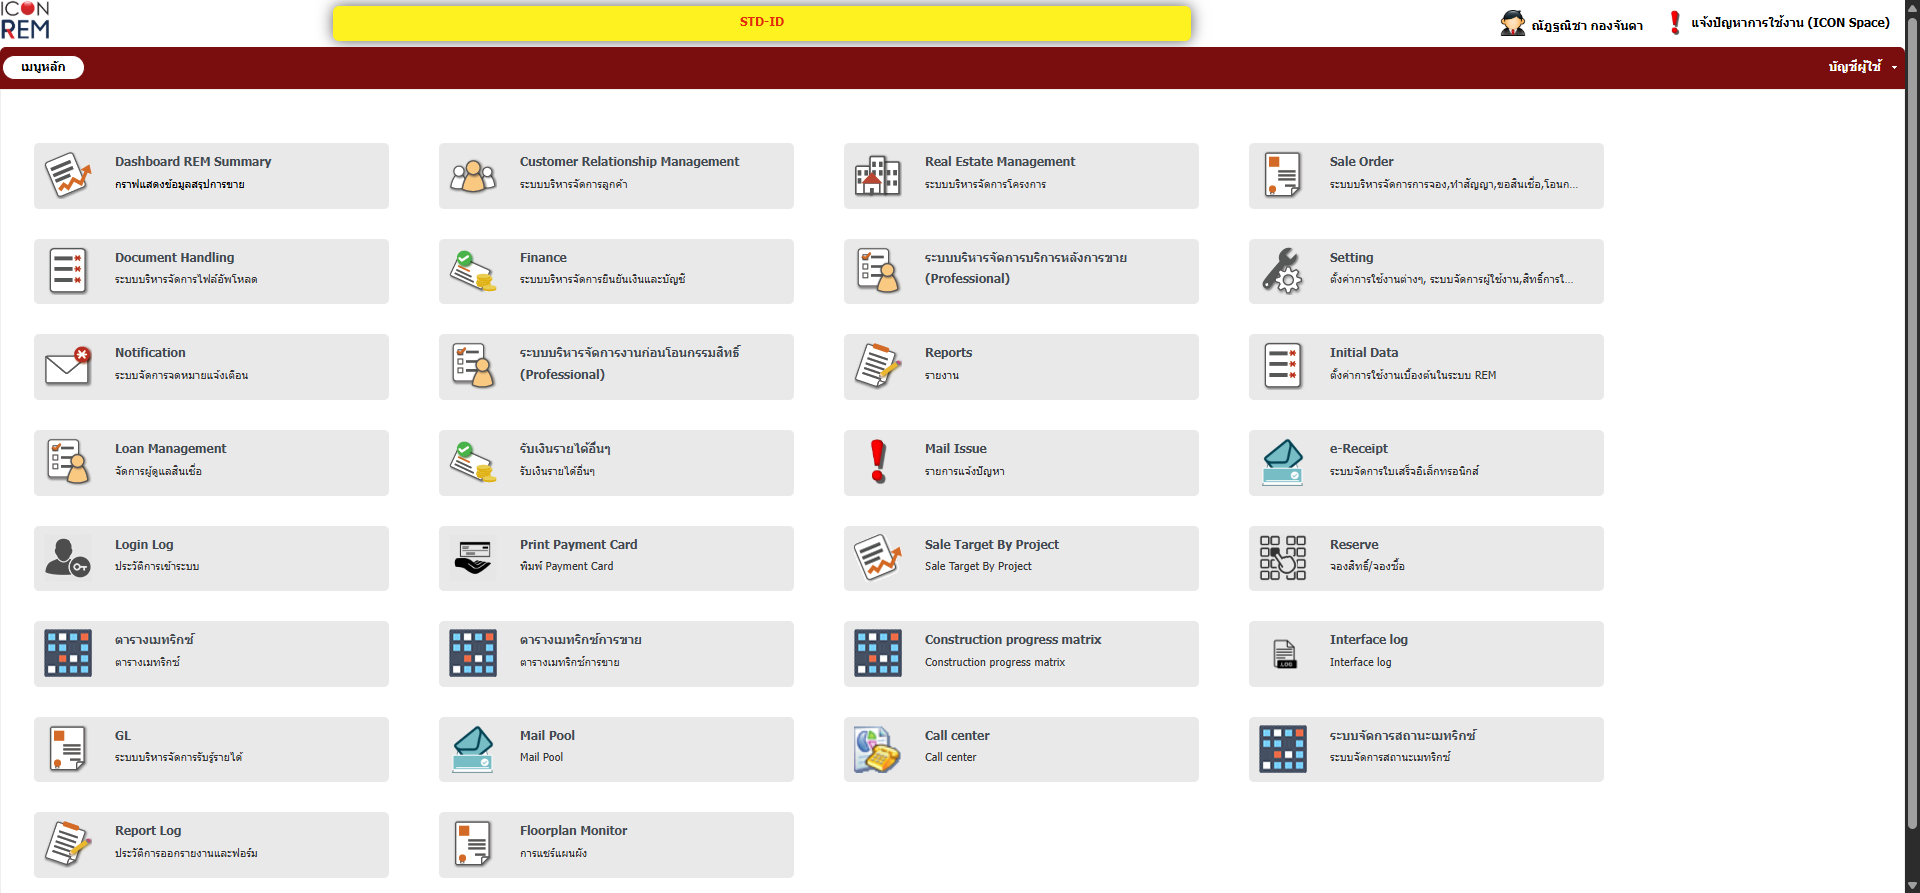 ICON
REM
STD-ID
ณัฏฐณิชา กองจันดา
แจ้งปัญหาการใช้งาน (ICON Space)
เมนูหลัก
บัญชีผู้ใช้
Dashboard REM Summary
กราฟแสดงข้อมูลสรุปการขาย
Customer Relationship Management
ระบบบริหารจัดการลูกค้า
Real Estate Management
ระบบบริหารจัดการโครงการ
Sale Order
ระบบบริหารจัดการการจอง,ทำสัญญา,ขอสินเชื่อ,โอนก...
Document Handling
ระบบบริหารจัดการไฟล์อัพโหลด
Finance
ระบบบริหารจัดการยืนยันเงินและบัญชี
ระบบบริหารจัดการบริการหลังการขาย
(Professional)
Setting
ตั้งค่าการใช้งานต่างๆ, ระบบจัดการผู้ใช้งาน,สิทธิ์การใ...
Notification
ระบบจัดการจดหมายแจ้งเตือน
ระบบบริหารจัดการงานก่อนโอนกรรมสิทธิ์
(Professional)
Reports
รายงาน
Initial Data
ตั้งค่าการใช้งานเบื้องต้นในระบบ REM
Loan Management
จัดการผู้ดูแลสินเชื่อ
รับเงินรายได้อื่นๆ
รับเงินรายได้อื่นๆ
Mail Issue
รายการแจ้งปัญหา
e-Receipt
ระบบจัดการใบเสร็จอิเล็กทรอนิกส์
Login Log
ประวัติการเข้าระบบ
Print Payment Card
พิมพ์ Payment Card
Sale Target By Project
Sale Target By Project
Reserve
จองสิทธิ์/จองซื้อ
ตารางเมทริกซ์
ตารางเมทริกซ์
ตารางเมทริกซ์การขาย
ตารางเมทริกซ์การขาย
Construction progress matrix
Construction progress matrix
LOG
Interface log
Interface log
GL
ระบบบริหารจัดการรับรู้รายได้
Mail Pool
Mail Pool
Call center
Call center
ระบบจัดการสถานะเมทริกซ์
ระบบจัดการสถานะเมทริกซ์
Report Log
ประวัติการออกรายงานและฟอร์ม
Floorplan Monitor
การแชร์แผนผัง